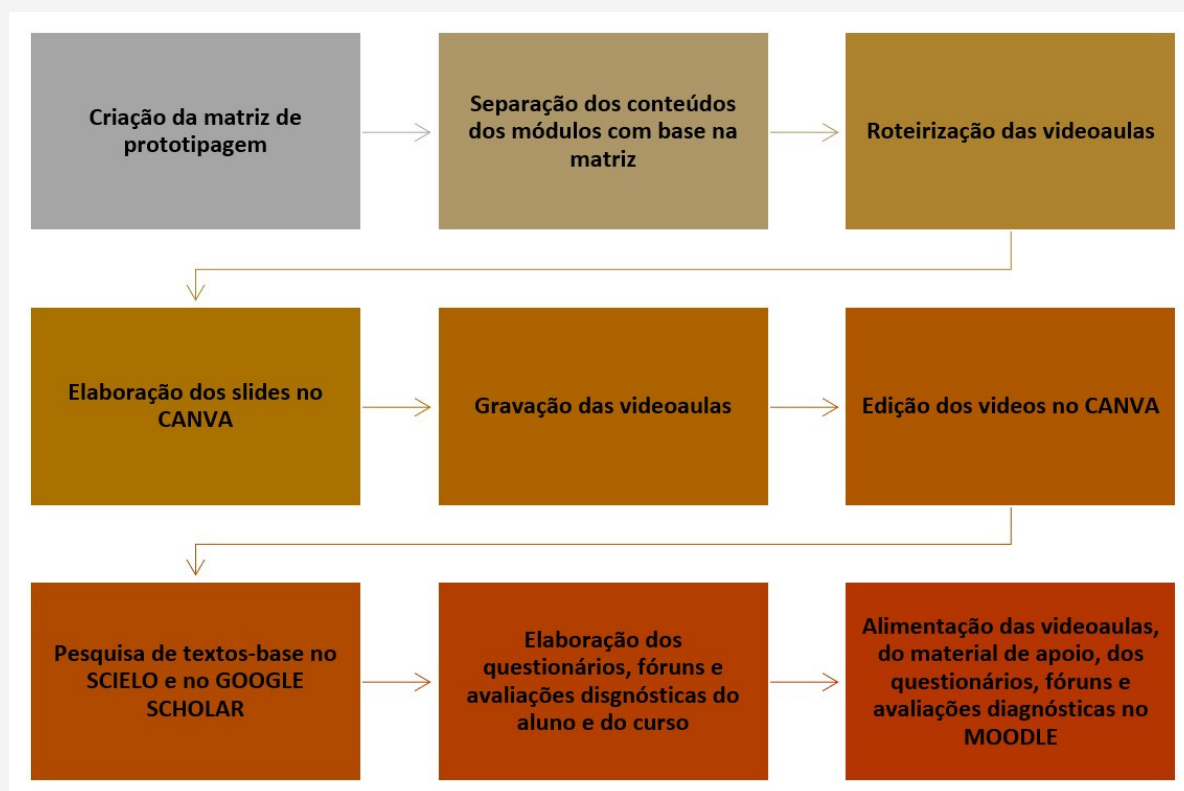 Criação da matriz de
prototipagem
Separação dos conteúdos
dos módulos com base na
matriz
Roteirização das videoaulas
Elaboração dos slides no
CANVA
Gravação das videoaulas
Edição dos videos no CANVA
Pesquisa de textos-base no
SCIELO e no GOOGLE
SCHOLAR
Elaboração dos
questionários, fóruns e
avaliações disgnósticas do
aluno e do curso
Alimentação das videoaulas,
do material de apoio, dos
questionários, fóruns e
avaliações diagnósticas no
MOODLE